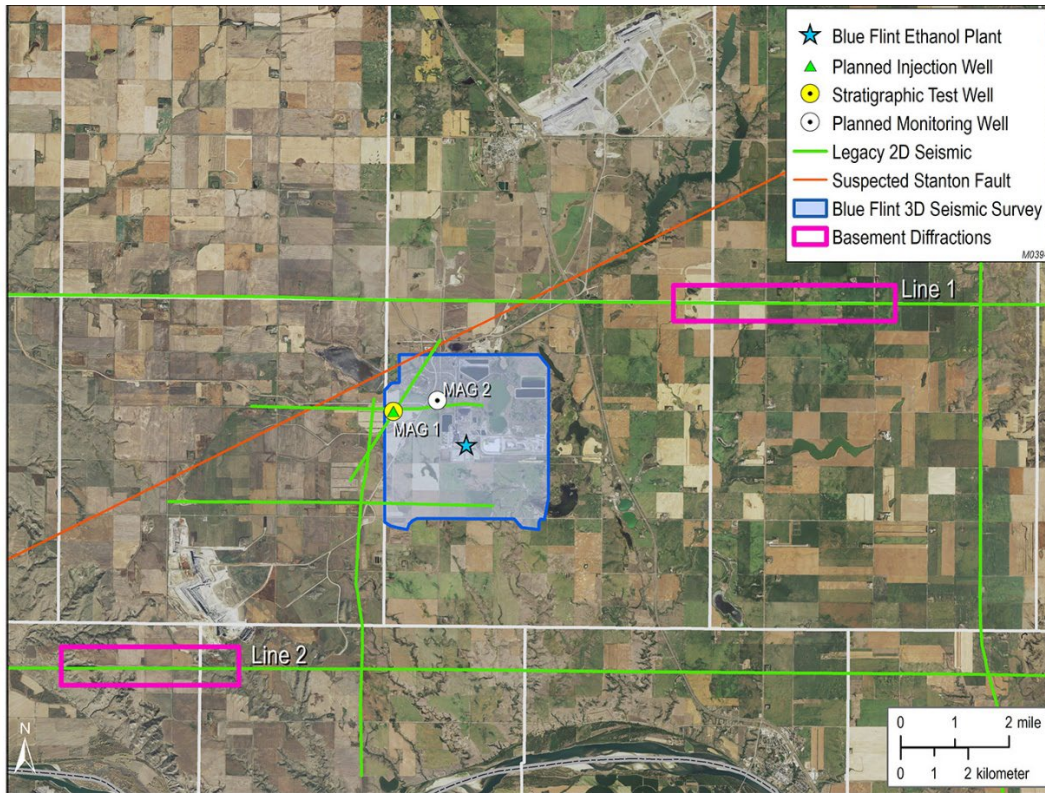 Blue Flint Ethanol Plant
Planned Injection Well
Stratigraphic Test Well
Planned Monitoring Well
Legacy 2D Seismic
Suspected Stanton Fault
Blue Flint 3D Seismic Survey
Basement Diffractions
Line 1
MAG 2
MAG 1
Line 2
N
0 1 2 mile
0 1 2 kilometer